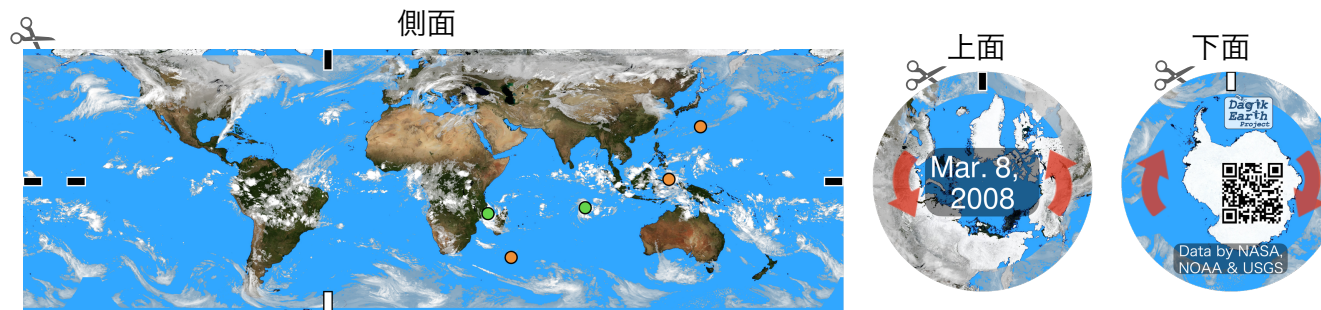 側面
上面
下面
Mar. 8,
2008
Dagik
Earth
Project
Data by NASA,
NOAA & USGS